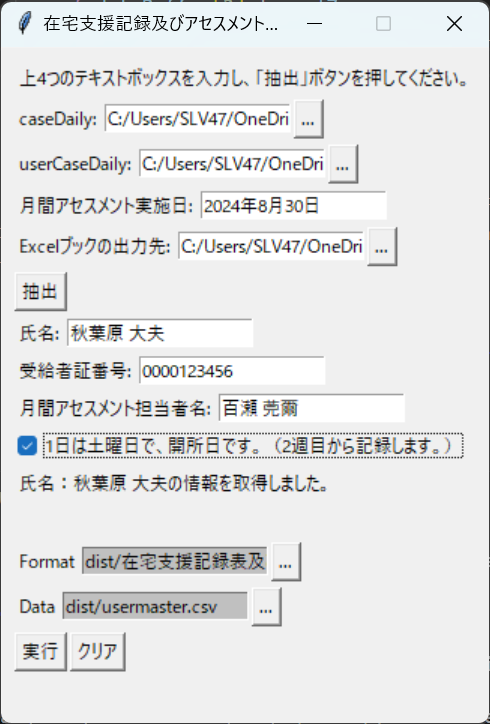 在宅支援記録及びアセスメント...
上4つのテキストボックスを入力し、「抽出」ボタンを押してください。
caseDaily: C:/Users/SLV47/OneDri ...
userCaseDaily: C:/Users/SLV47/OneDri ...
月間アセスメント実施日: 2024年8月30日
Excelブックの出力先: C:/Users/SLV47/OneDri ...
抽出
氏名: 秋葉原 大夫
受給者証番号: 0000123456
月間アセスメント担当者名: 百瀬 莞爾
1日は土曜日で、開所日です。（2週目から記録します。）
氏名：秋葉原 大夫の情報を取得しました。
Format dist/在宅支援記録表及 ...
Data dist/usermaster.csv ...
実行 クリア